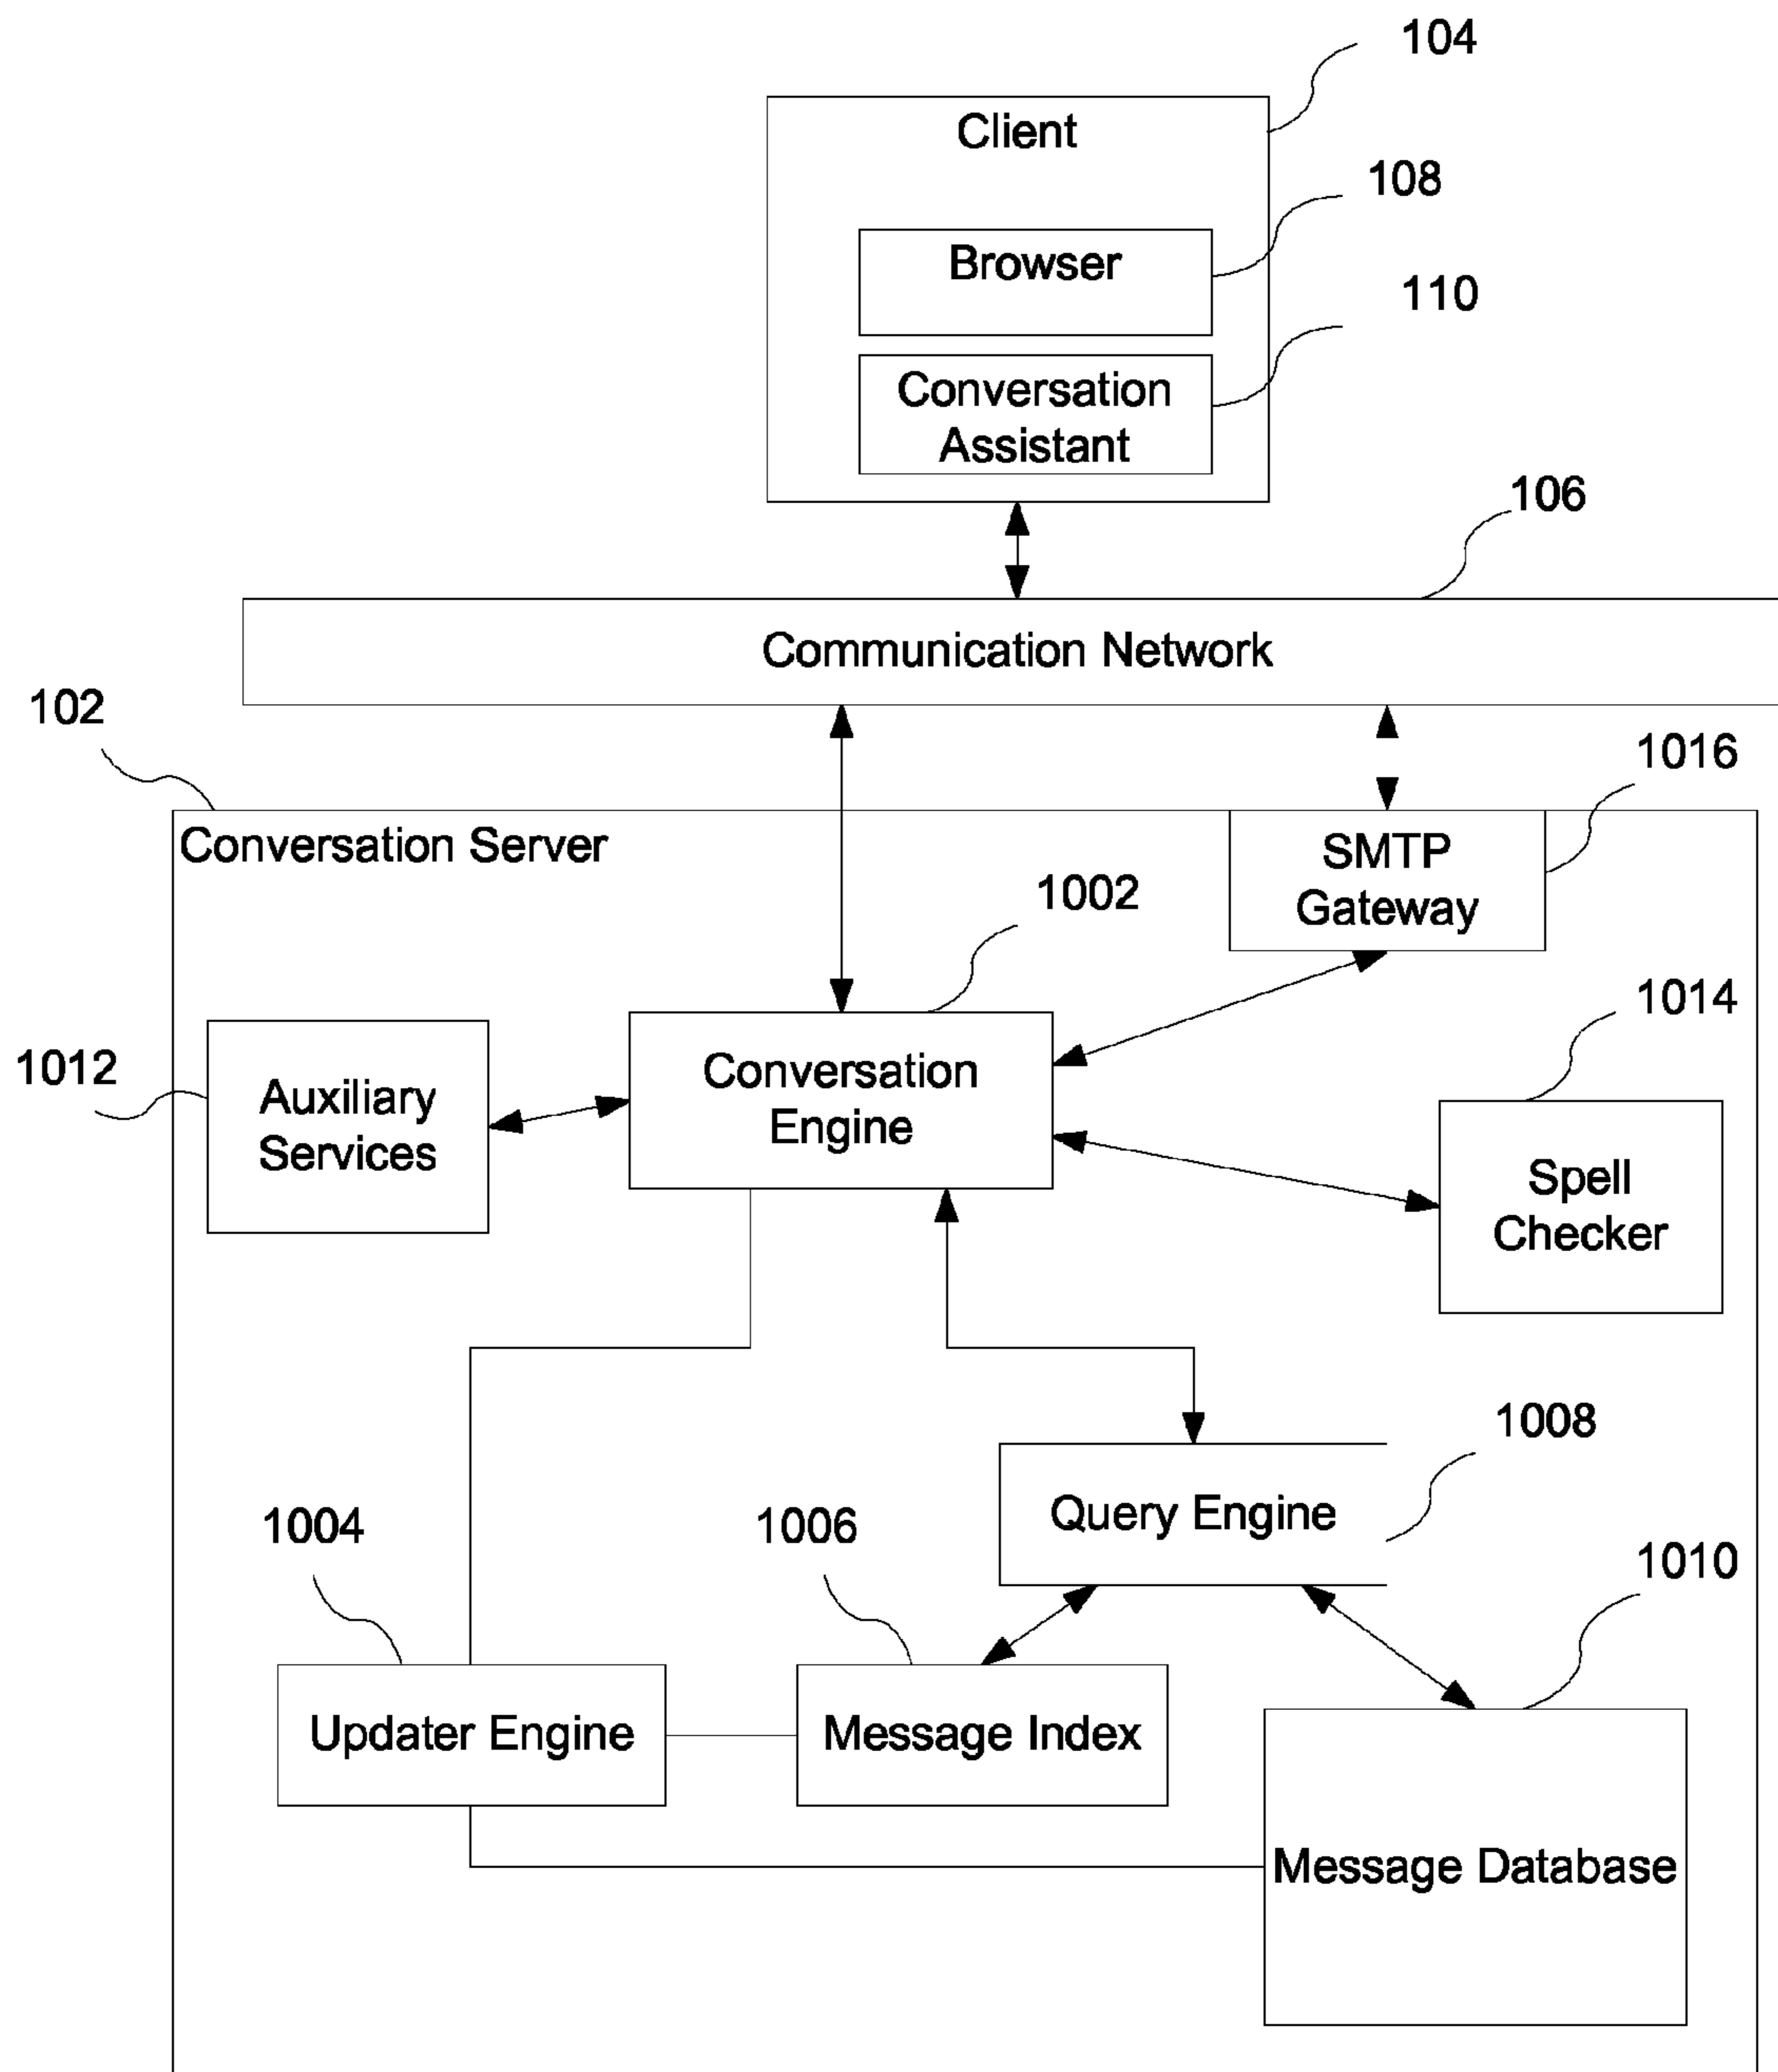 104
Client
108
Browser
110
Conversation
Assistant
106
Communication Network
102
1016
Conversation Server
SMTP
Gateway
1002
1014
1012
Auxiliary
Services
Conversation
Engine
Spell
Checker
1008
Query Engine
1004
1006
1010
Updater Engine
Message Index
Message Database